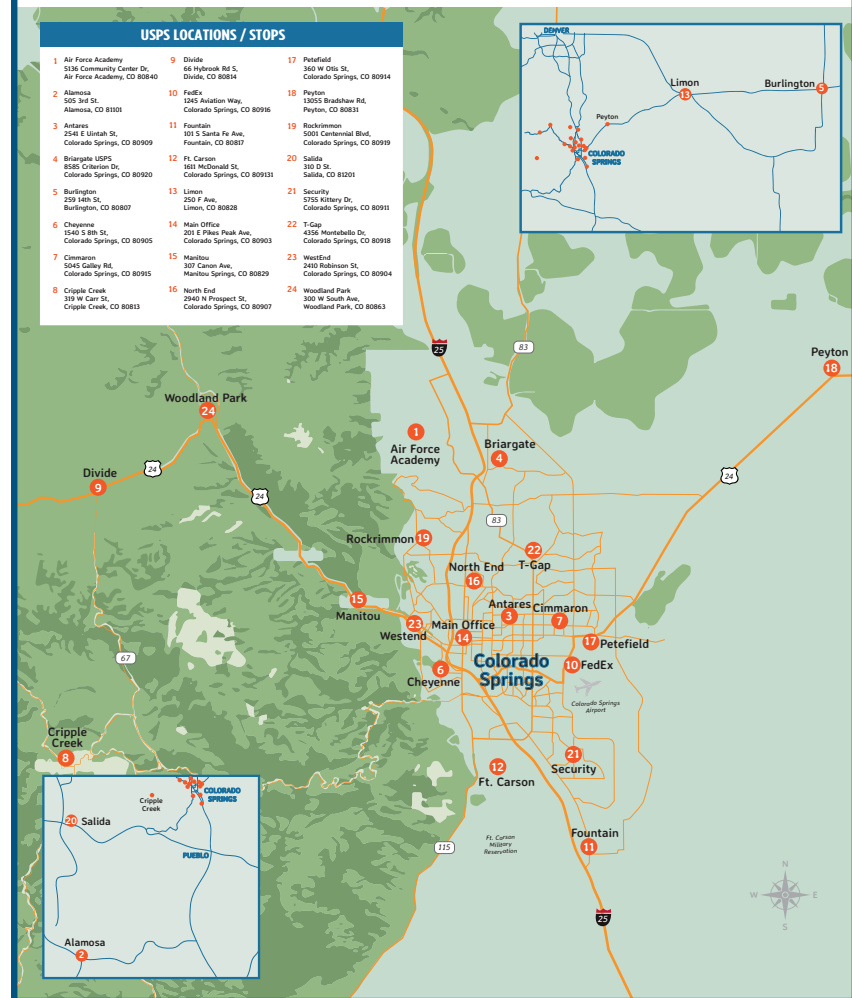 USPS LOCATIONS / STOPS
1 Air Force Academy
5136 Community Center Dr,
Air Force Academy, CO 80840
2 Alamosa
505 3rd St.
Alamosa, CO 81101
3 Antares
2541 E Uintah St,
Colorado Springs, CO 80909
4 Briargate USPS
8585 Criterion Dr,
Colorado Springs, CO 80920
5 Burlington
259 14th St,
Burlington, CO 80807
6 Cheyenne
1540 S 8th St,
Colorado Springs, CO 80905
7 Cimmaron
5045 Galley Rd,
Colorado Springs, CO 80915
8 Cripple Creek
319 W Carr St,
Cripple Creek, CO 80813
9 Divide
66 Hybrook Rd S,
Divide, CO 80814
10 FedEx
1245 Aviation Way,
Colorado Springs, CO 80916
11 Fountain
101 S Santa Fe Ave,
Fountain, CO 80817
12 Ft. Carson
1611 McDonald St,
Colorado Springs, CO 809131
13 Limon
250 F Ave,
Limon, CO 80828
14 Main Office
201 E Pikes Peak Ave,
Colorado Springs, CO 80903
15 Manitou
307 Canon Ave,
Manitou Springs, CO 80829
16 North End
2940 N Prospect St,
Colorado Springs, CO 80907
17 Petefield
360 W Otis St,
Colorado Springs, CO 80914
18 Peyton
13055 Bradshaw Rd,
Peyton, CO 80831
19 Rockrimmon
5001 Centennial Blvd,
Colorado Springs, CO 80919
20 Salida
310 D St.
Salida, CO 81201
21 Security
5755 Kittery Dr,
Colorado Springs, CO 80911
22 T-Gap
4356 Montebello Dr,
Colorado Springs, CO 80918
23 WestEnd
2410 Robinson St,
Colorado Springs, CO 80904
24 Woodland Park
300 W South Ave,
Woodland Park, CO 80863
DENVER
Limon
13
Burlington
5
Peyton
COLORADO
SPRINGS
25
83
Peyton
18
Woodland Park
24
1
Air Force
Academy
Briargate
4
24
24
24
Divide
9
83
Rockrimmon 19
22
T-Gap
North End
16
15
Manitou
Antares
3
Cimmaron
7
23
Westend
Main Office
14
17 Petefield
Colorado
Springs
10 FedEx
6
Cheyenne
67
Colorado Springs
Airport
Cripple
Creek
8
12
Ft. Carson
21
Security
Cripple
Creek
COLORADO
SPRINGS
20 Salida
PUEBLO
Alamosa
2
115
Ft. Carson
Military
Reservation
Fountain
11
25
N
W E
S